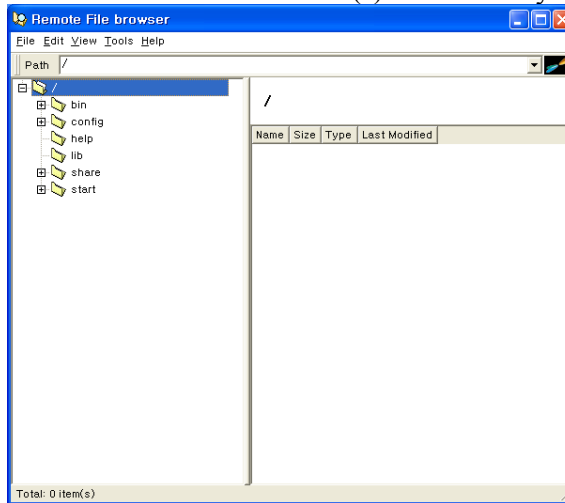 Remote File browser
File Edit View Tools Help
Path /
/
bin
config
help
lib
share
start
/
Name Size Type Last Modified
Total: 0 item(s)